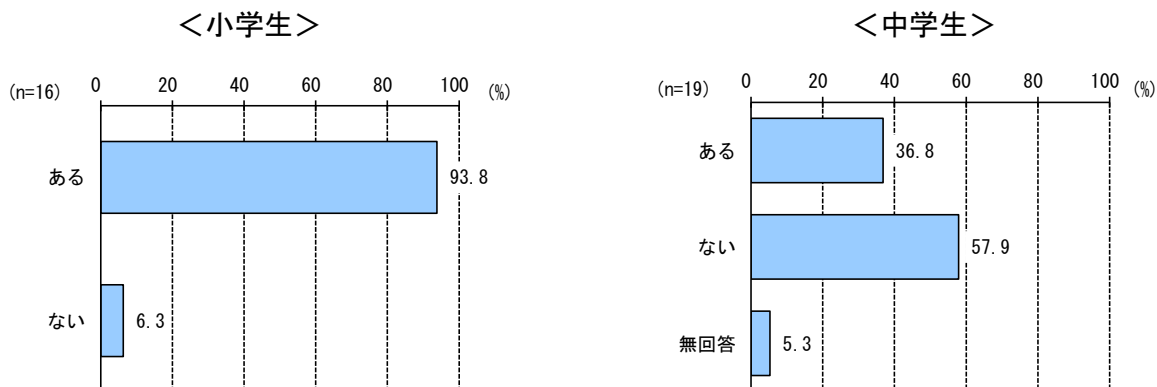 ＜小学生＞
(n=16) 0 20 40 60 80 100 (%)
ある 93.8
ない 6.3
＜中学生＞
(n=19) 0 20 40 60 80 100 (%)
ある 36.8
ない 57.9
無回答 5.3